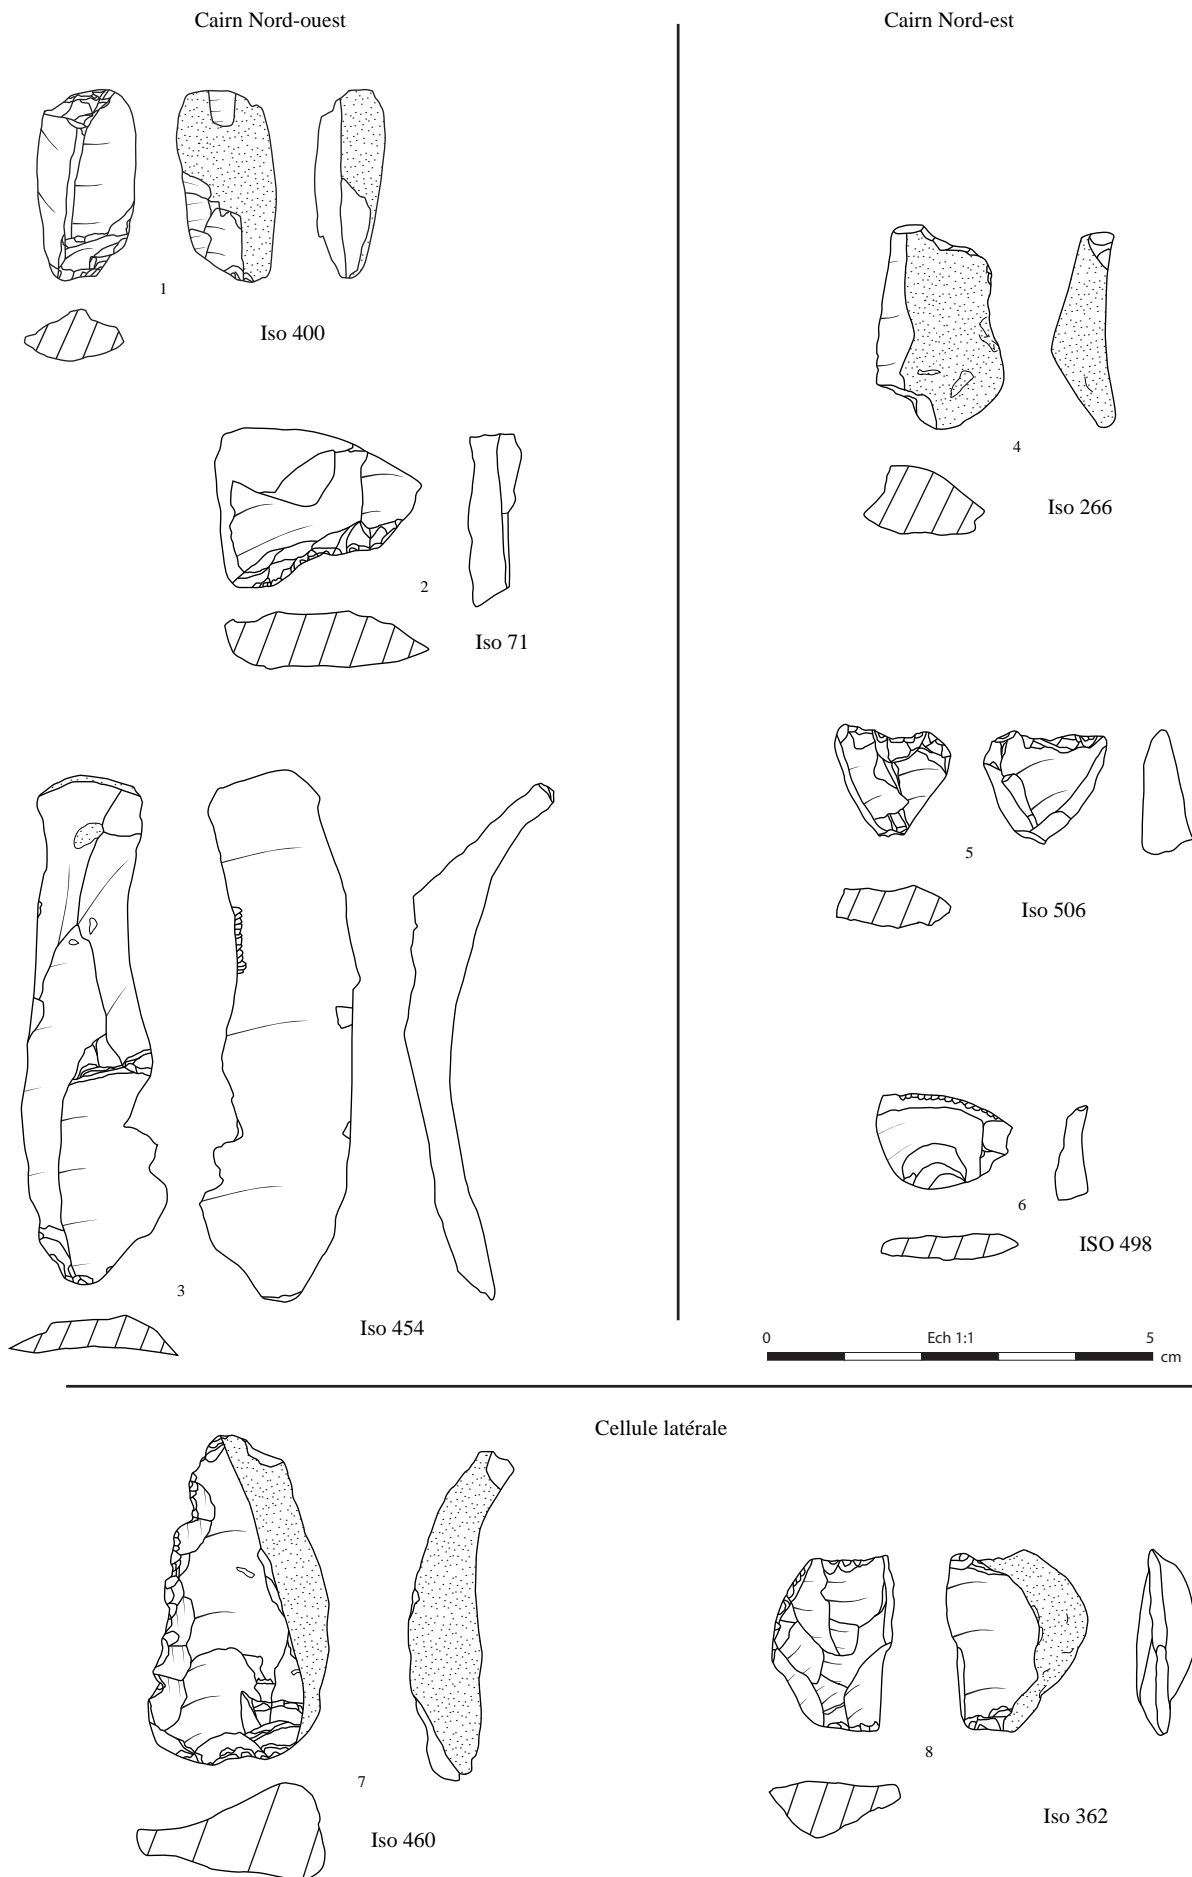 Cairn Nord-ouest
Cairn Nord-est
1
Iso 400
2
Iso 71
3
Iso 454
4
Iso 266
5
Iso 506
6
ISO 498
0 Ech 1:1 5
cm
Cellule latérale
7
Iso 460
8
Iso 362